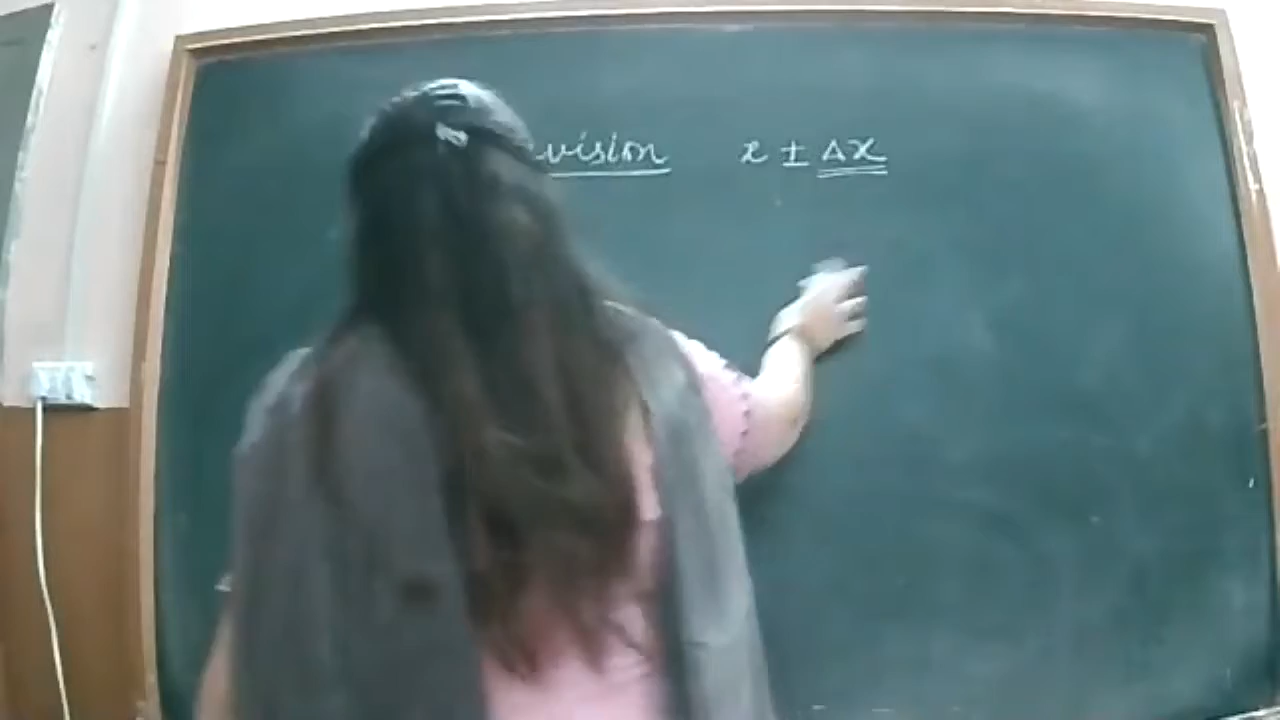 vision x ± Δx